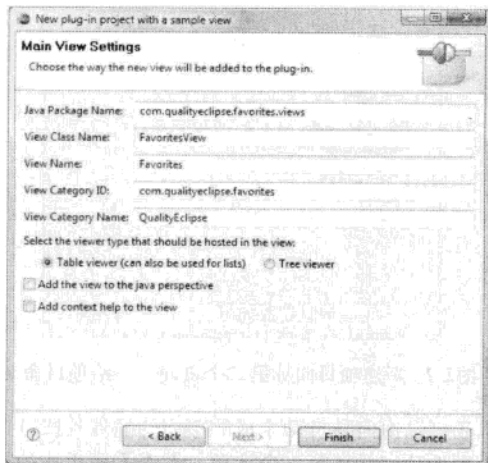 New plug-in project with a sample view
Main View Settings
Choose the way the new view will be added to the plug-in.
Java Package Name: com.qualityeclipse.favorites.views
View Class Name: FavoritesView
View Name: Favorites
View Category ID: com.qualityeclipse.favorites
View Category Name: QualityEclipse
Select the viewer type that should be hosted in the view:
Table viewer (can also be used for lists) Tree viewer
Add the view to the java perspective
Add context help to the view
< Back Next > Finish Cancel